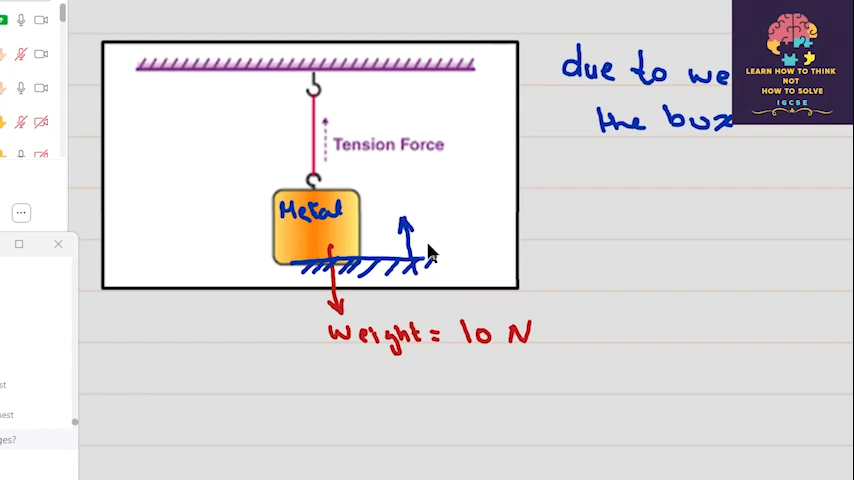 due to we
the box
LEARN HOW TO THINK
NOT
HOW TO SOLVE
IGCSE
Tension Force
Metal
Weight = 10 N
...